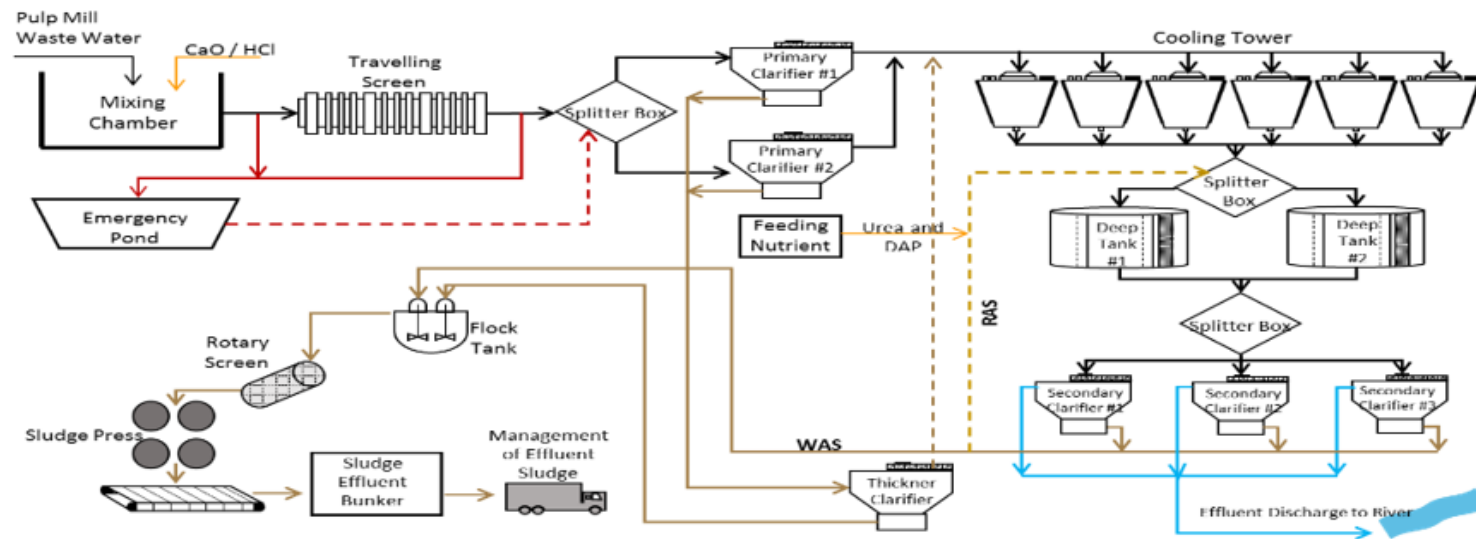 Pulp Mill
Waste Water
CaO / HCl
Mixing
Chamber
Travelling
Screen
Splitter Box
Primary
Clarifier #1
Primary
Clarifier #2
Cooling Tower
Emergency
Pond
Feeding
Nutrient
Urea and
DAP
Splitter
Box
Deep
Tank
#1
Deep
Tank
#2
RAS
Splitter Box
Flock
Tank
Rotary
Screen
Secondary
Clarifier #1
Secondary
Clarifier #2
Secondary
Clarifier #3
WAS
Sludge Press
Sludge
Effluent
Bunker
Management
of Effluent
Sludge
Thickner
Clarifier
Effluent Discharge to River